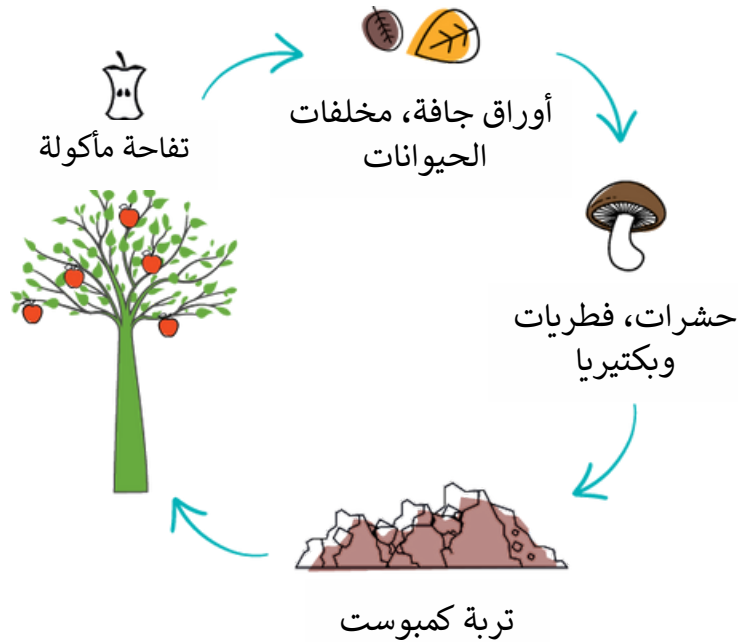 تفاحة مأكولة
أوراق جافة، مخلفات
الحيوانات
حشرات، فطريات
وبكتيريا
تربة كمبوست